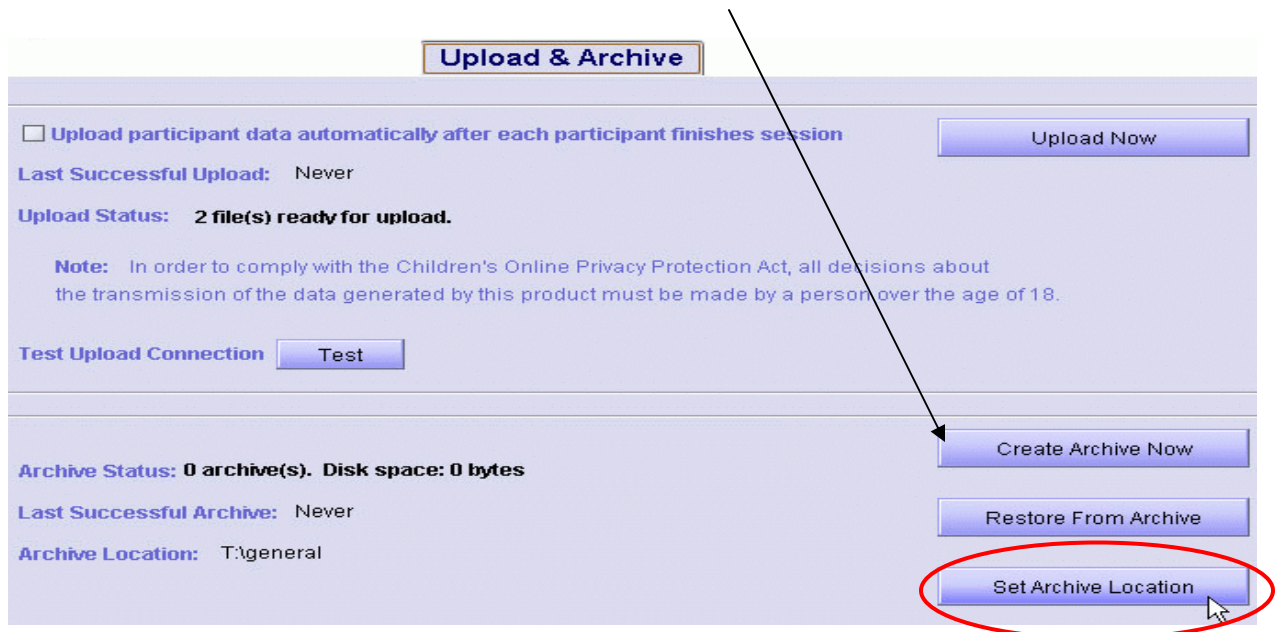 Upload & Archive
Upload participant data automatically after each participant finishes session
Upload Now
Last Successful Upload: Never
Upload Status: 2 file(s) ready for upload.
Note: In order to comply with the Children's Online Privacy Protection Act, all decisions about
the transmission of the data generated by this product must be made by a person over the age of 18.
Test Upload Connection Test
Create Archive Now
Archive Status: 0 archive(s). Disk space: 0 bytes
Last Successful Archive: Never
Restore From Archive
Archive Location: T:\general
Set Archive Location